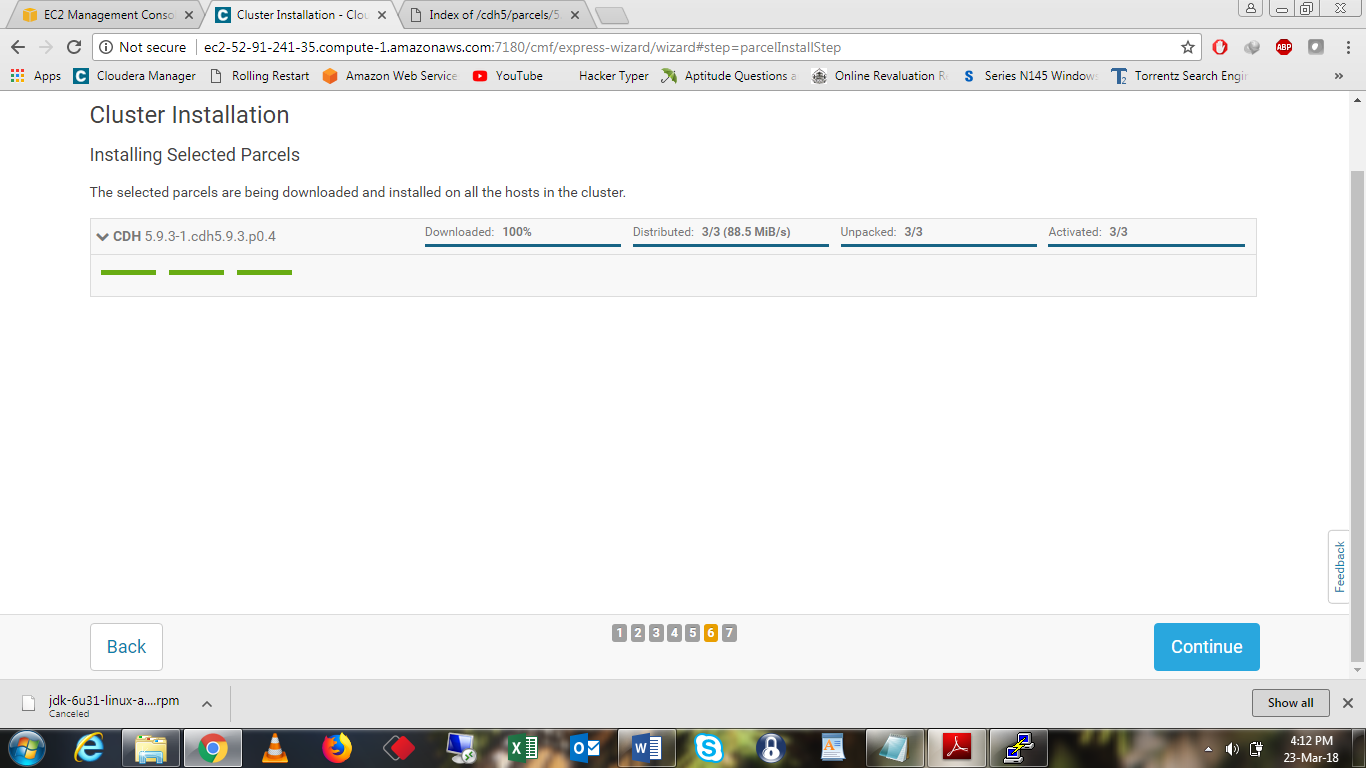 EC2 Management Conso
Cluster Installation - Clou
Index of /cdh5/parcels/5.
Not secure
ec2-52-91-241-35.compute-1.amazonaws.com:7180/cmf/express-wizard/wizard#step=parcelInstallStep
ABP
Apps
Cloudera Manager
Rolling Restart
Amazon Web Service
YouTube
Hacker Typer
Aptitude Questions a
Online Revaluation R
Series N145 Window
Torrentz Search Engi
Cluster Installation
Installing Selected Parcels
The selected parcels are being downloaded and installed on all the hosts in the cluster.
CDH 5.9.3-1.cdh5.9.3.p0.4
Downloaded: 100%
Distributed: 3/3 (88.5 MiB/s)
Unpacked: 3/3
Activated: 3/3
Feedback
Back
1 2 3 4 5 6 7
Continue
jdk-6u31-linux-a....rpm
Canceled
Show all
4:12 PM
23-Mar-18